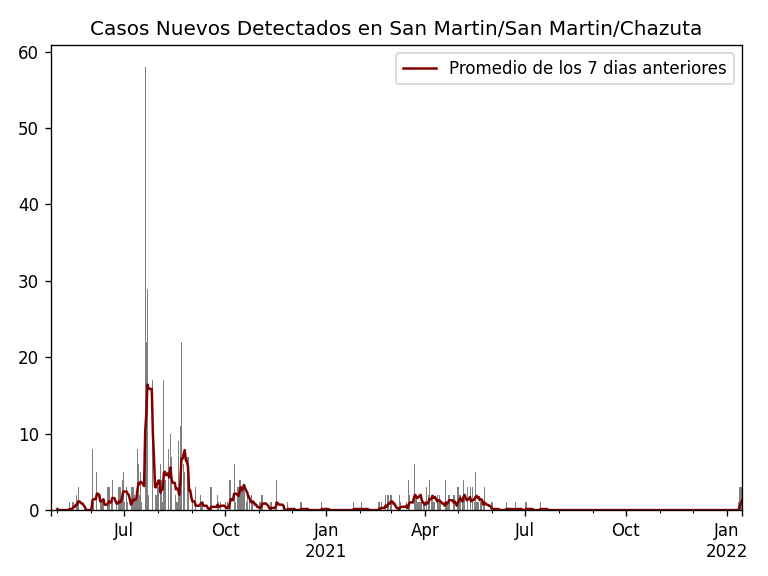 Casos Nuevos Detectados en San Martin/San Martin/Chazuta
Promedio de los 7 dias anteriores
60
50
40
30
20
10
0
Jul
Oct
Jan
2021
Apr
Jul
Oct
Jan
2022